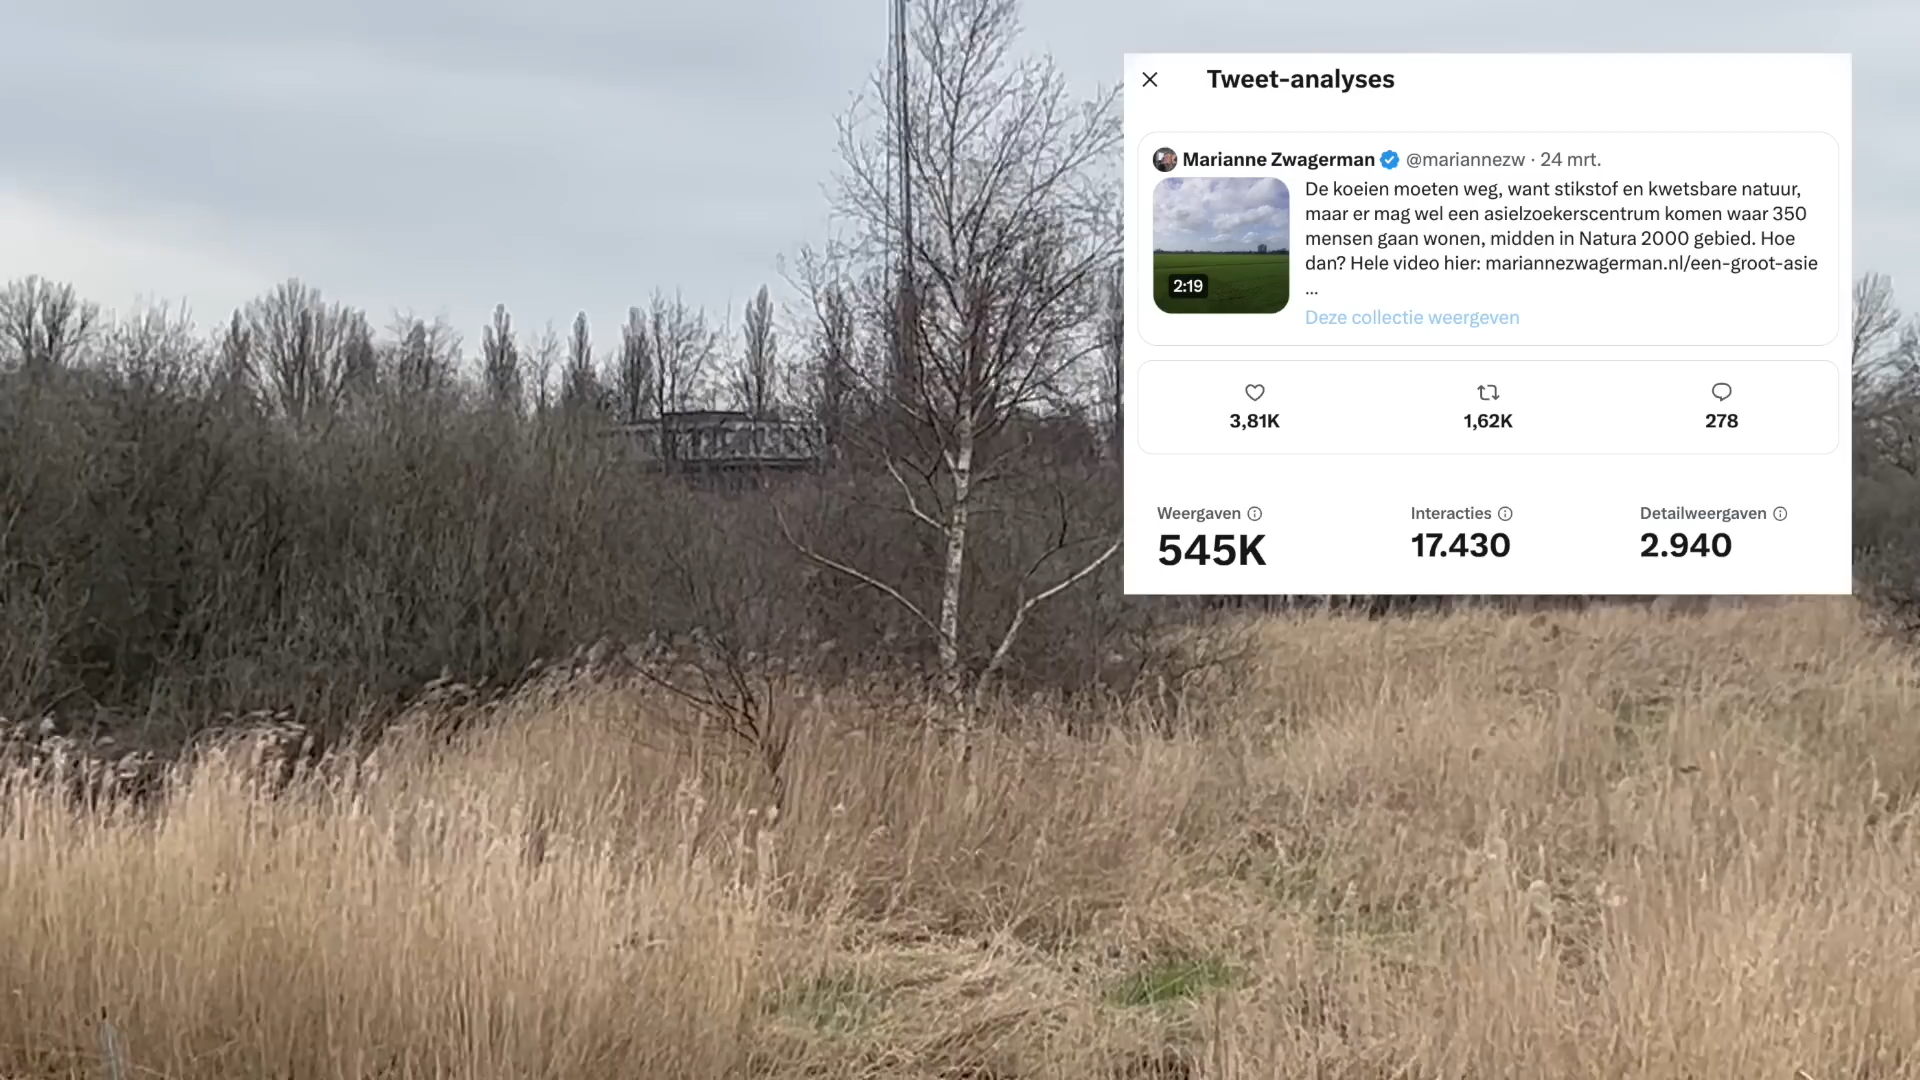 Tweet-analyses
Marianne Zwagerman @mariannezw · 24 mrt.
De koeien moeten weg, want stikstof en kwetsbare natuur,
maar er mag wel een asielzoekerscentrum komen waar 350
mensen gaan wonen, midden in Natura 2000 gebied. Hoe
dan? Hele video hier: mariannezwagerman.nl/een-groot-asie
...
2:19
Deze collectie weergeven
3,81K 1,62K 278
Weergaven Interacties Detailweergaven
545K 17.430 2.940